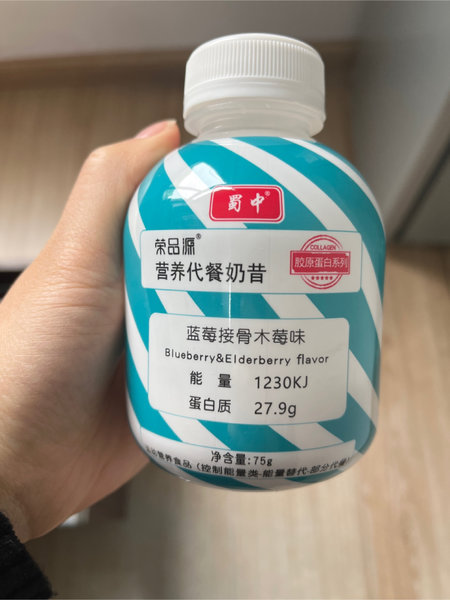 蜀中®
荣品源®
营养代餐奶昔
COLLAGEN
胶原蛋白系列
★★★★★
蓝莓接骨木莓味
Blueberry&Elderberry flavor
能 量 1230KJ
蛋白质 27.9g
净含量:75g
营养食品(控制能量类-能量替代-部分代餐)